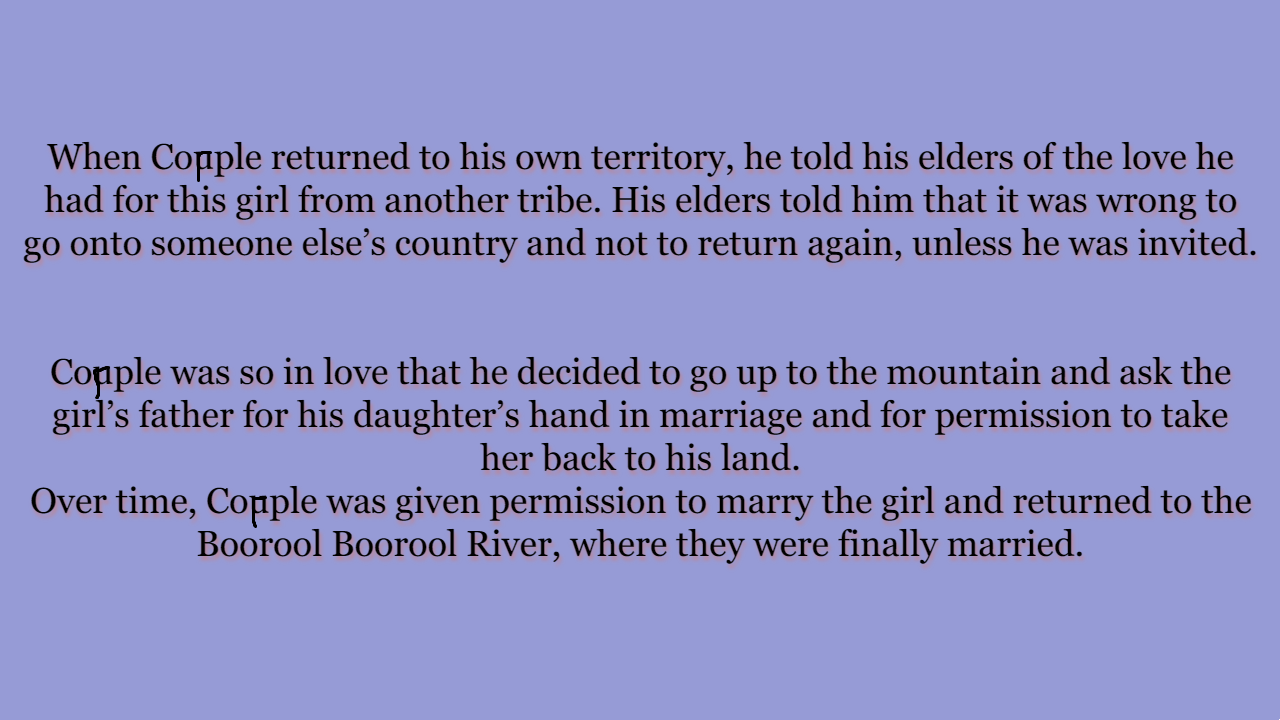 When Copple returned to his own territory, he told his elders of the love he
had for this girl from another tribe. His elders told him that it was wrong to
go onto someone else’s country and not to return again, unless he was invited.
Copple was so in love that he decided to go up to the mountain and ask the
girl’s father for his daughter’s hand in marriage and for permission to take
her back to his land.
Over time, Copple was given permission to marry the girl and returned to the
Boorool Boorool River, where they were finally married.